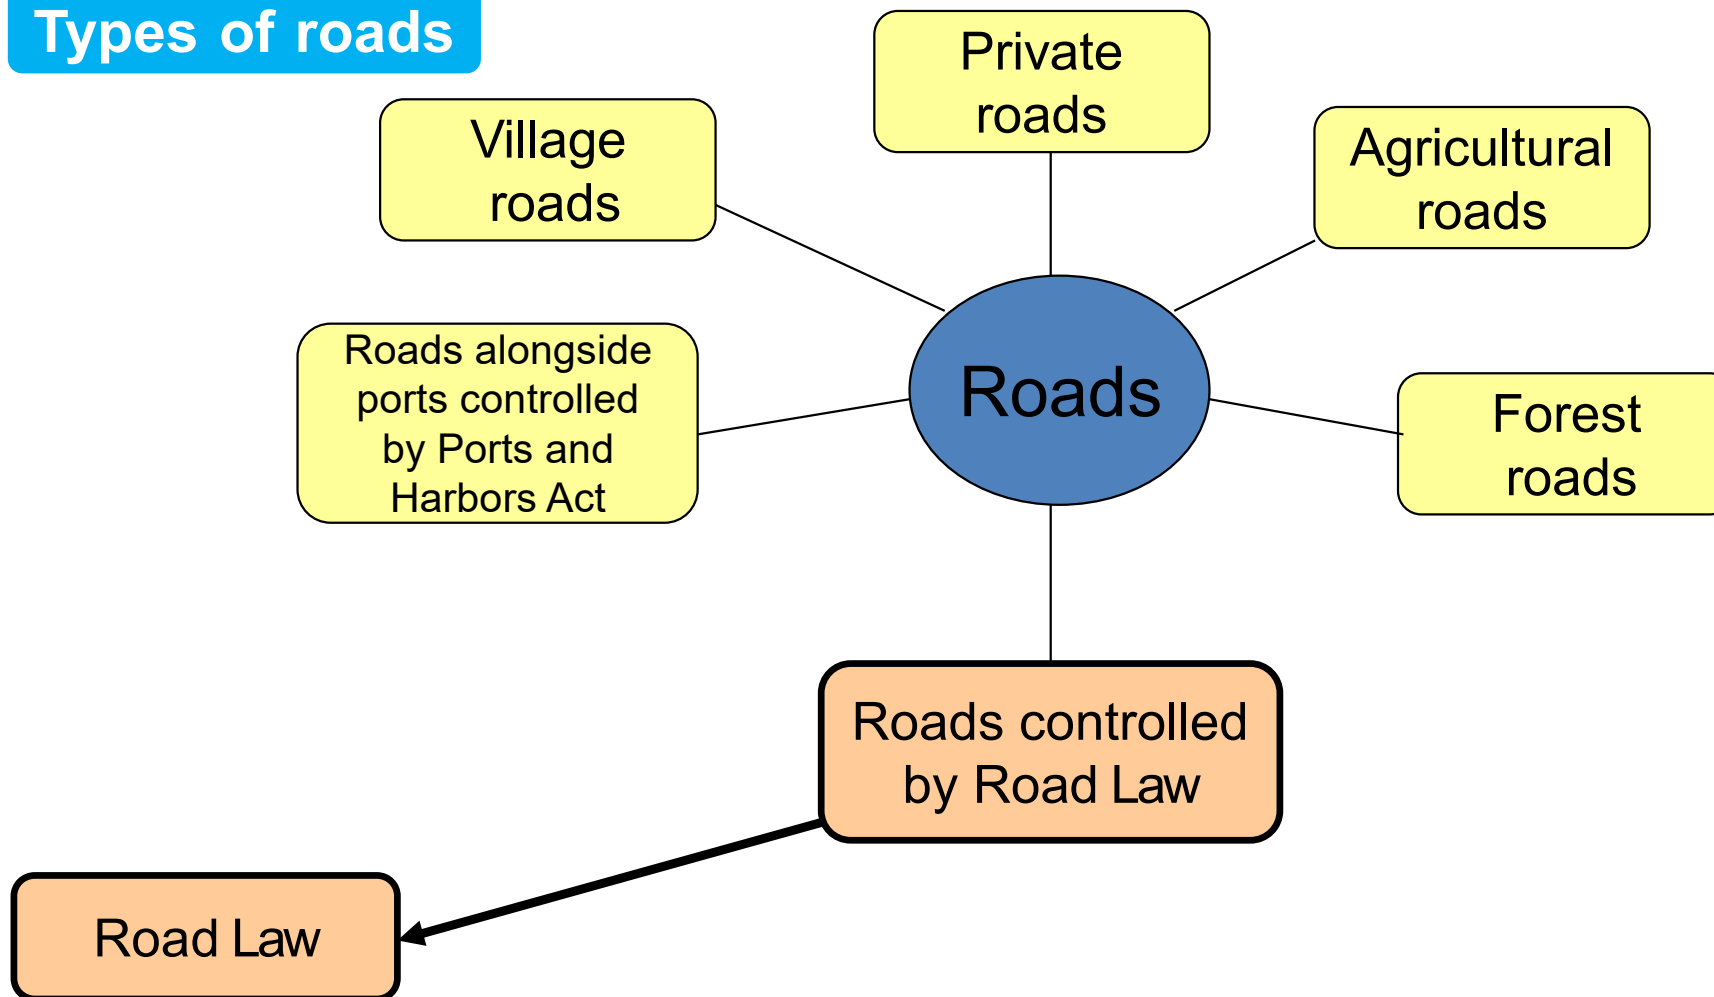 Types of roads
Private
roads
Village
roads
Agricultural
roads
Roads alongside
ports controlled
by Ports and
Harbors Act
Roads
Forest
roads
Roads controlled
by Road Law
Road Law